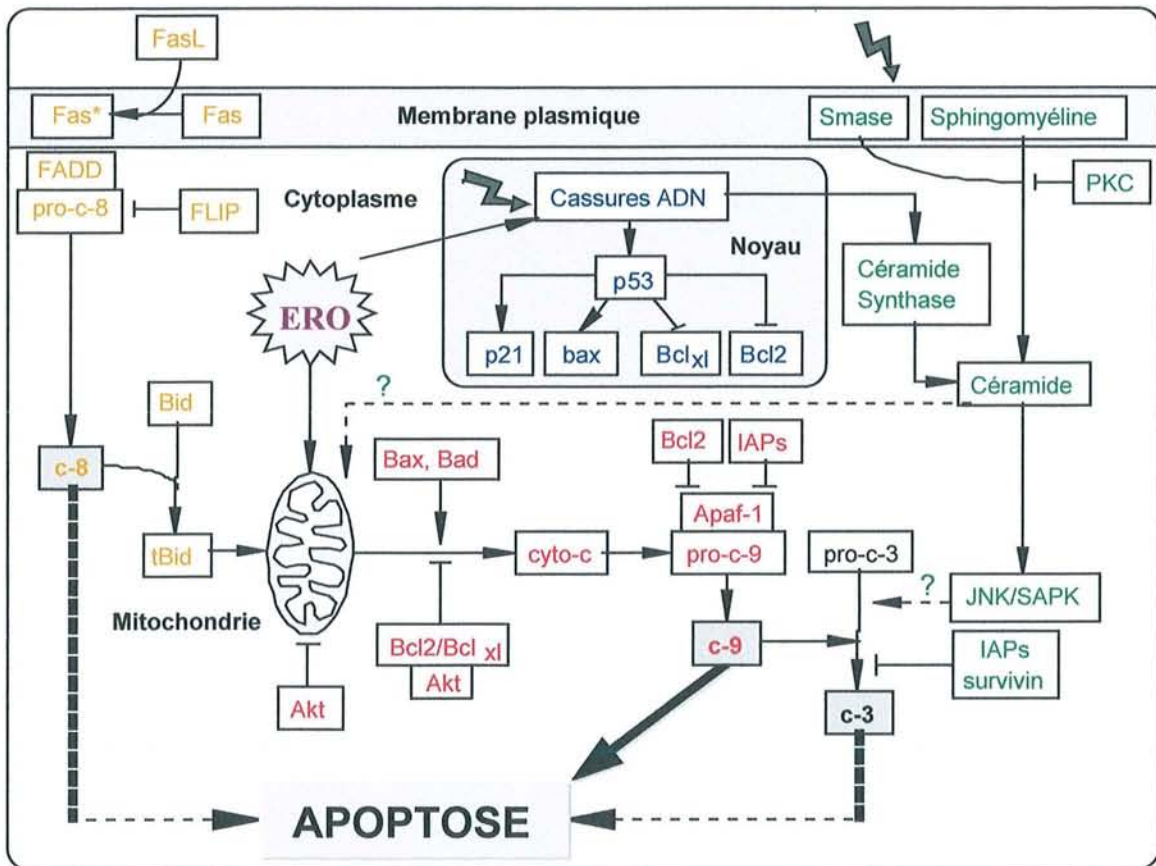 FasL
Fas*
Fas
Membrane plasmique
Smase
Sphingomyéline
FADD
pro-c-8
FLIP
Cytoplasme
Cassures ADN
PKC
Noyau
p53
Céramide
Synthase
ERO
p21
bax
Bcl xl
Bcl2
?
Céramide
Bid
Bcl2
IAPs
c-8
Bax, Bad
Apaf-1
tBid
cyto-c
pro-c-9
pro-c-3
?
JNK/SAPK
Mitochondrie
Bcl2/Bcl xl
Akt
c-9
IAPs
survivin
Akt
c-3
APOPTOSE